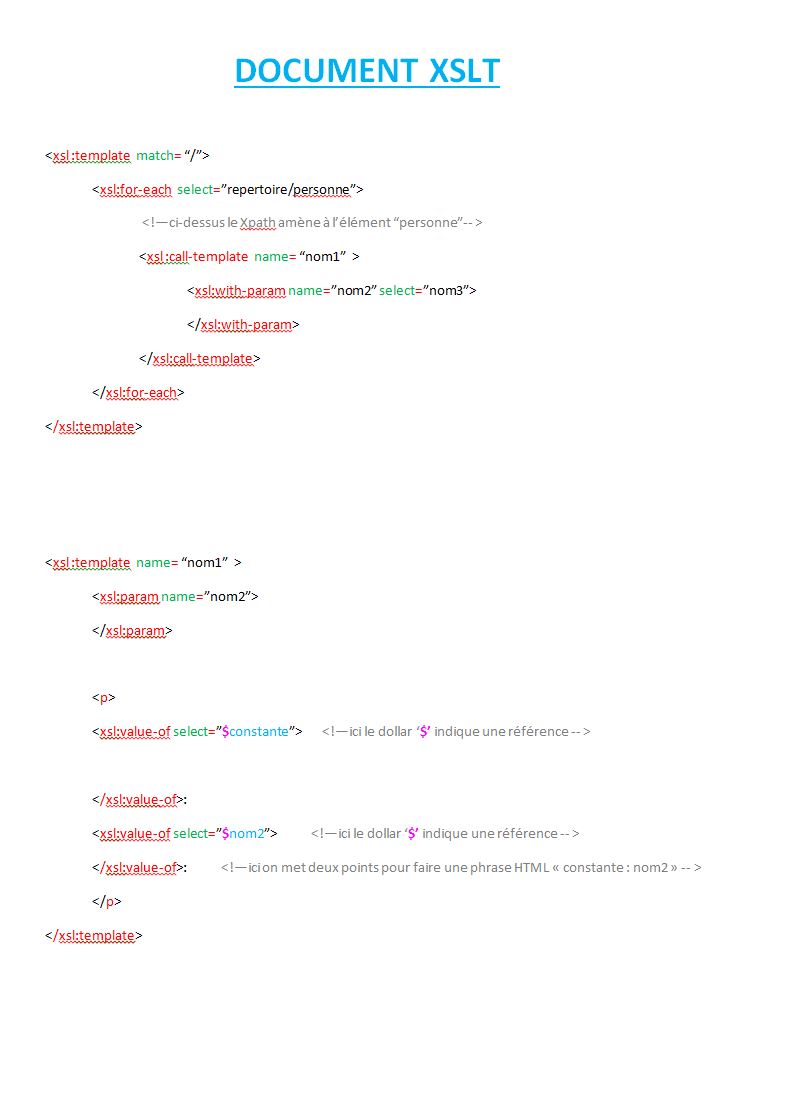 DOCUMENT XSLT
<xsl :template match= “/”>
<xsl:for-each select=”repertoire/personne”>
<!—ci-dessus le Xpath amène à l’élément “personne”-- >
<xsl :call-template name= “nom1” >
<xsl:with-param name=”nom2” select=”nom3”>
</xsl:with-param>
</xsl:call-template>
</xsl:for-each>
</xsl:template>
<xsl :template name= “nom1” >
<xsl:param name=”nom2”>
</xsl:param>
<p>
<xsl:value-of select=”$constante”> <!—ici le dollar ‘$’ indique une référence -- >
</xsl:value-of>:
<xsl:value-of select=”$nom2”> <!—ici le dollar ‘$’ indique une référence -- >
</xsl:value-of>: <!—ici on met deux points pour faire une phrase HTML « constante : nom2 » -- >
</p>
</xsl:template>